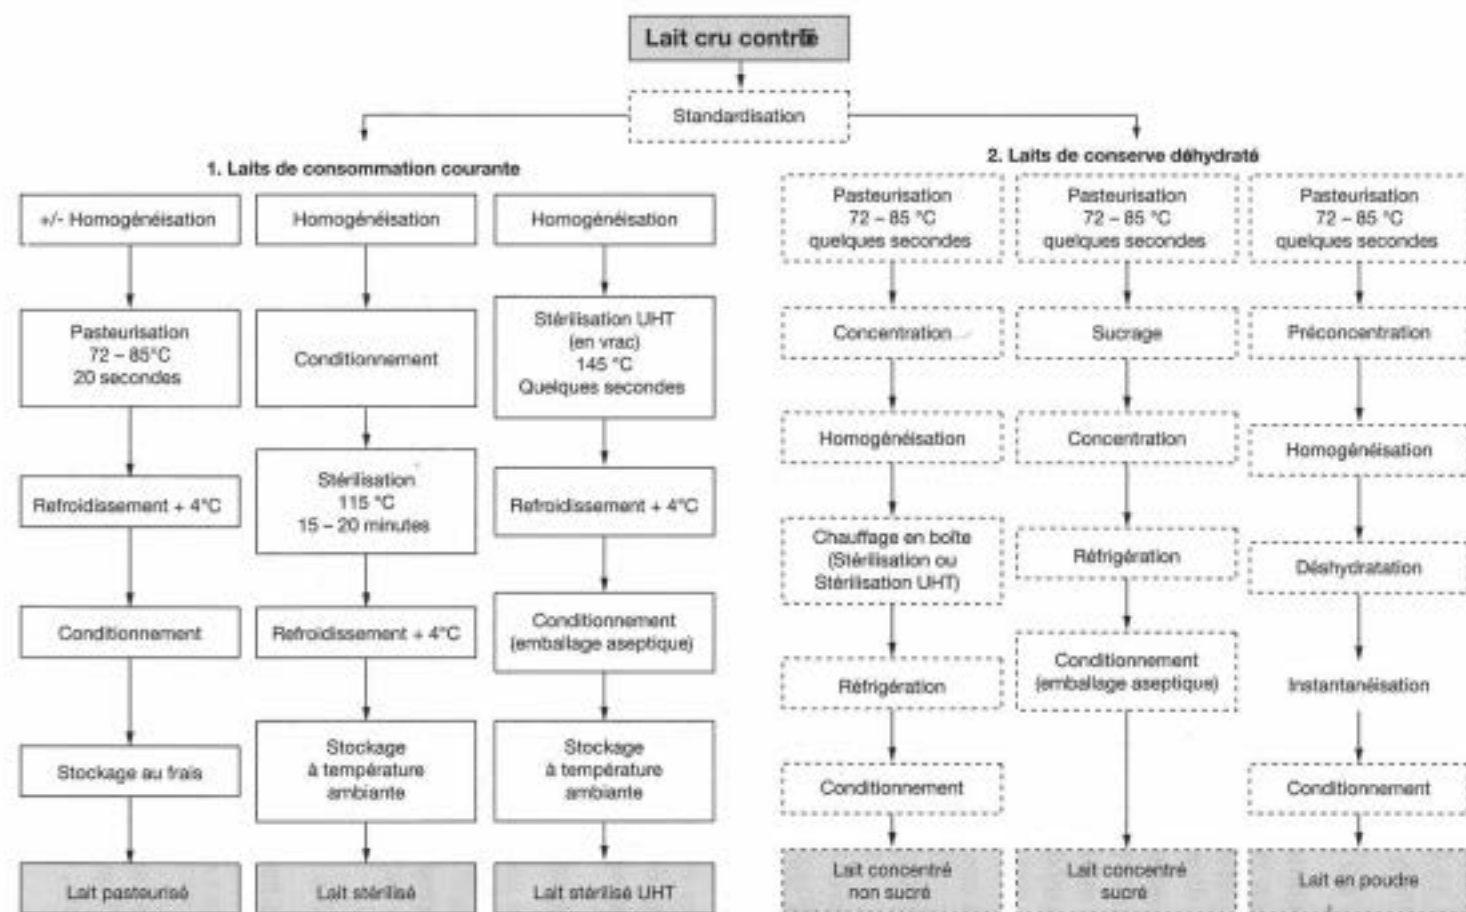 Lait cru contrlé
Standardisation
1. Laits de consommation courante
+/- Homogénéisation
Pasteurisation
72 – 85°C
20 secondes
Refroidissement + 4°C
Conditionnement
Stockage au frais
Lait pasteurisé
Homogénéisation
Conditionnement
Stérilisation
115 °C
15 – 20 minutes
Refroidissement + 4°C
Stockage
à température
ambiante
Lait stérilisé
Homogénéisation
Stérilisation UHT
(en vrac)
145 °C
Quelques secondes
Refroidissement + 4°C
Conditionnement
(emballage aseptique)
Stockage
à température
ambiante
Lait stérilisé UHT
2. Laits de conserve déhydraté
Pasteurisation
72 – 85 °C
quelques secondes
Concentration
Homogénéisation
Chauffage en boîte
(Stérilisation ou
Stérilisation UHT)
Réfrigération
Conditionnement
Lait concentré
non sucré
Pasteurisation
72 – 85 °C
quelques secondes
Sucrage
Concentration
Réfrigération
Conditionnement
(emballage aseptique)
Lait concentré
sucré
Pasteurisation
72 – 85 °C
quelques secondes
Préconcentration
Homogénéisation
Déshydratation
Instantanéisation
Conditionnement
Lait en poudre